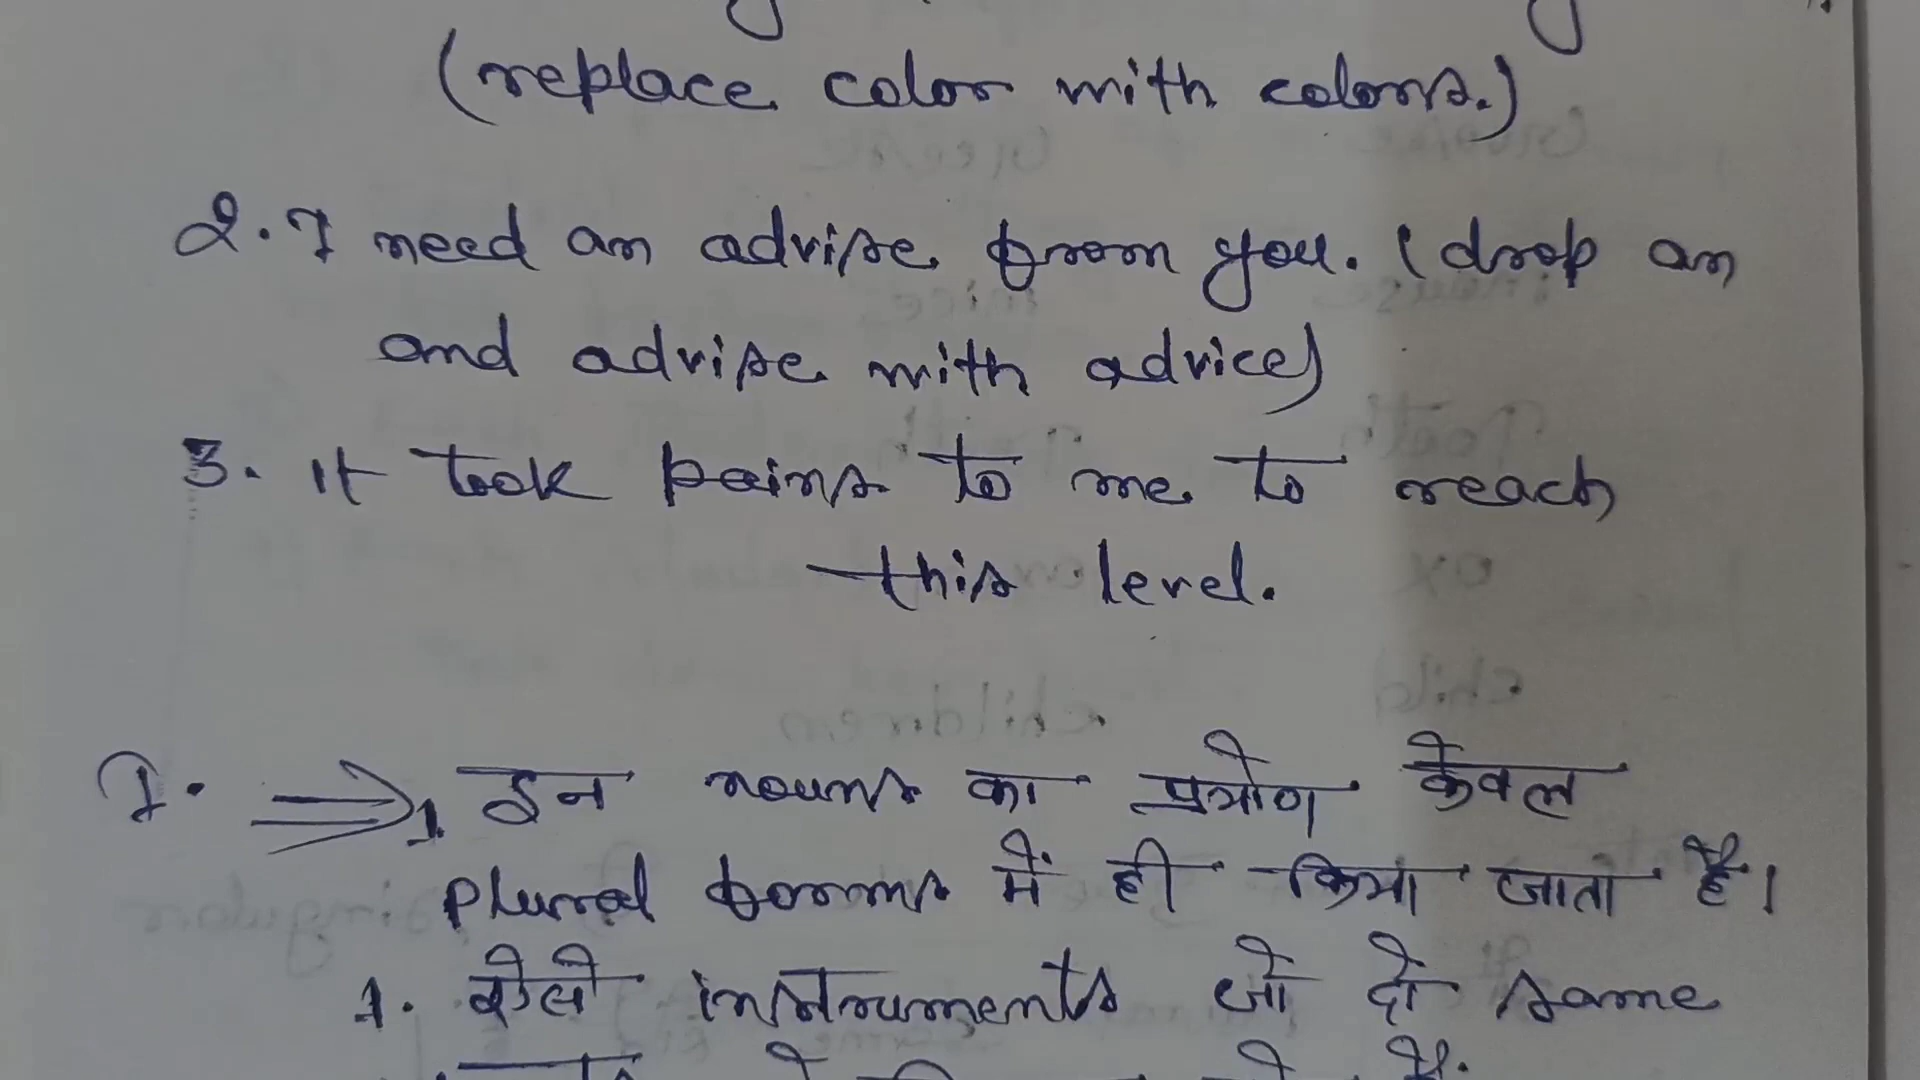 (replace color with colors.)
2. I need an advise from you. (drop an
and advise with advice)
3. It took pains to me to reach
this level.
I. ⇒ 1. इन nouns का प्रयोग केवल
plural forms में ही किया जाता है।
1. ऐसे instruments जो दो same